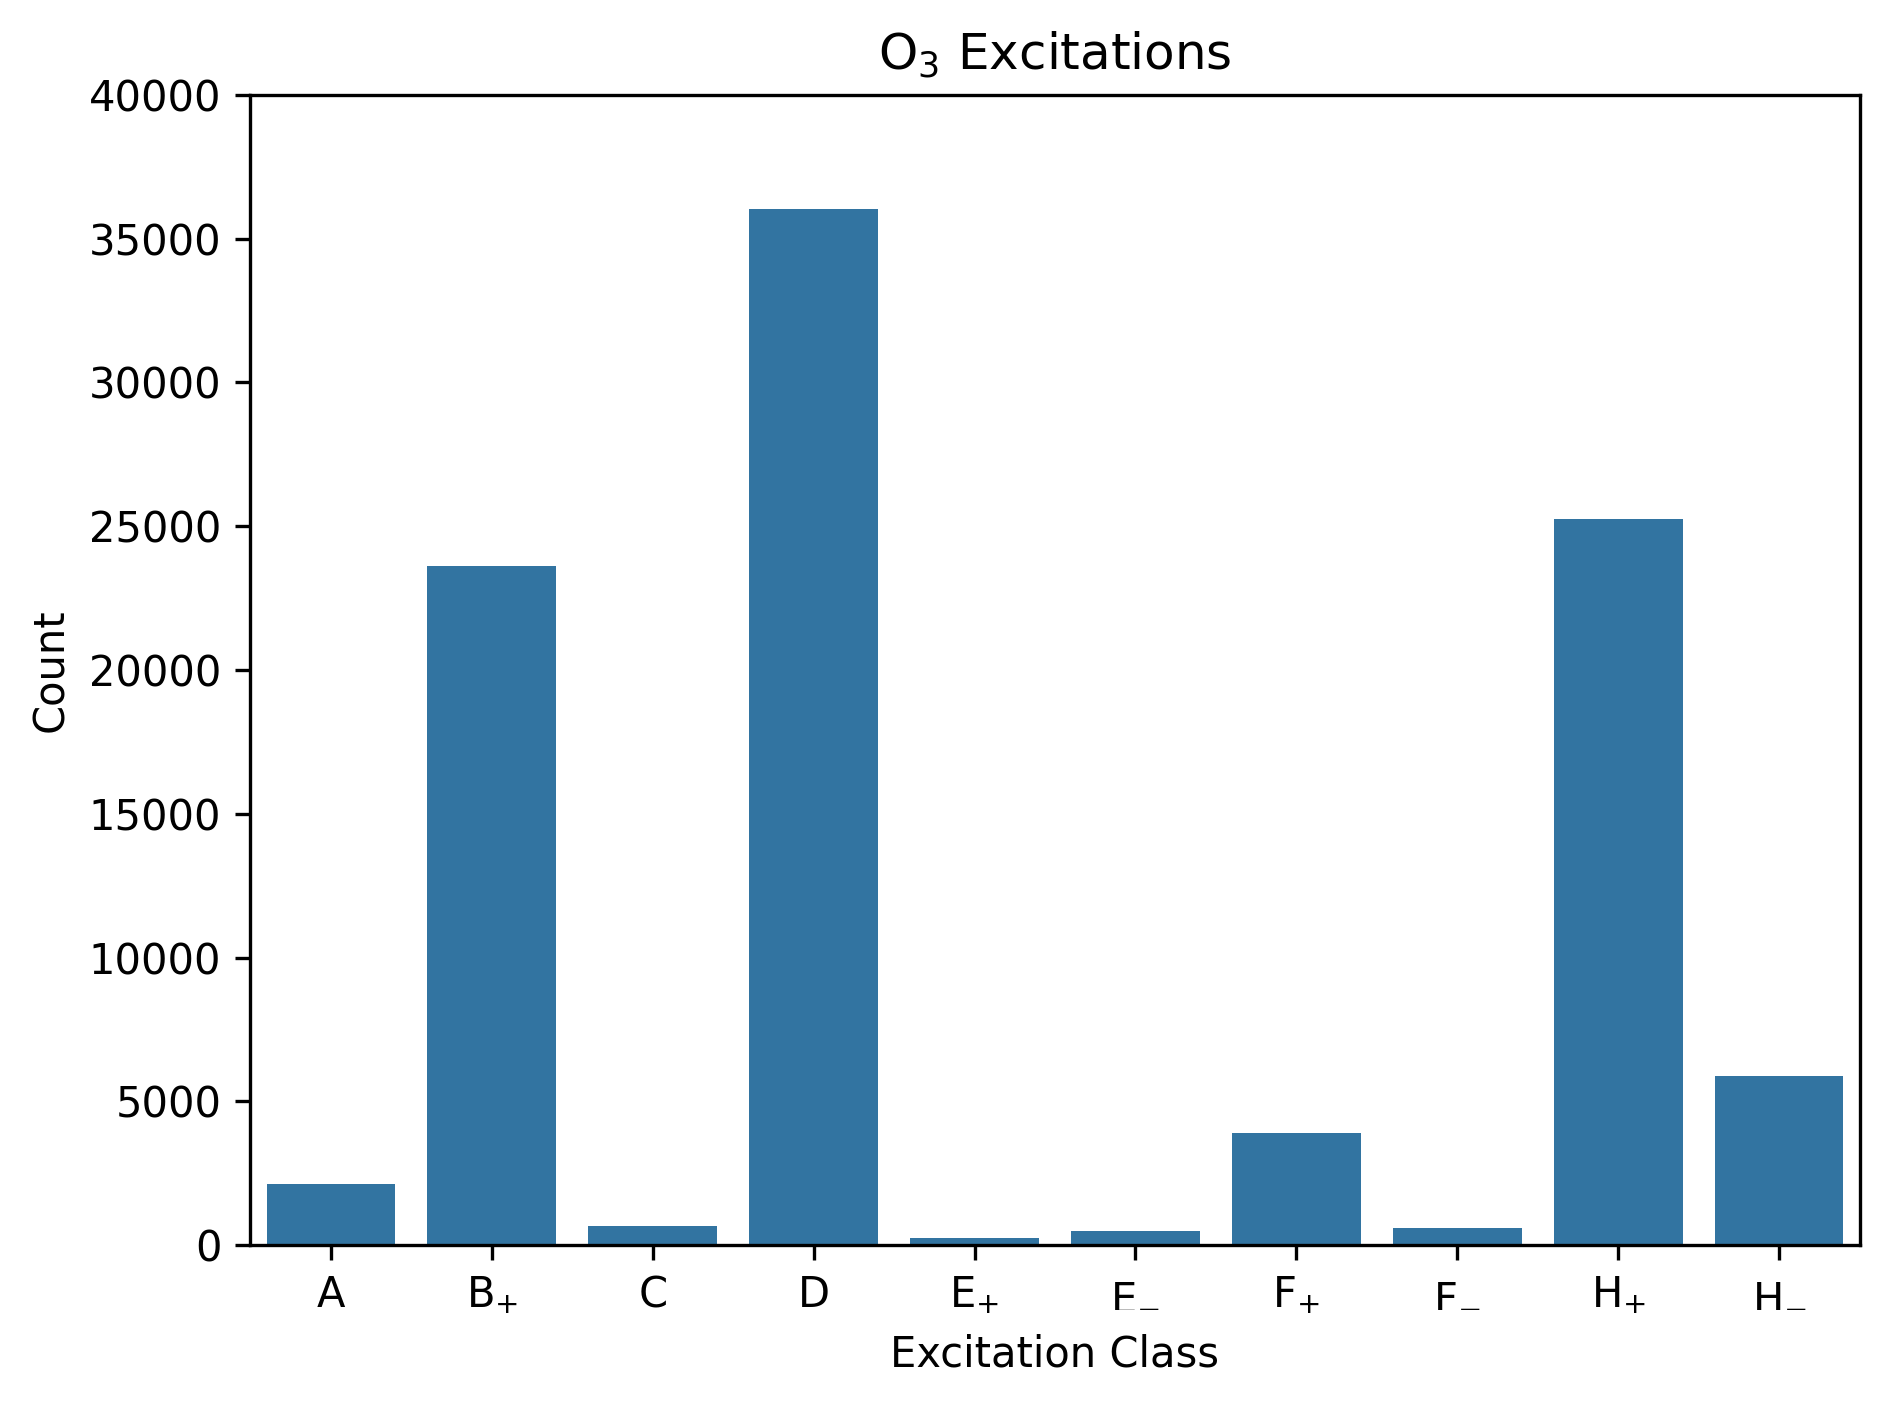 O₃ Excitations
40000
35000
30000
25000
20000
15000
10000
5000
0
Count
A B₊ C D E₊ E₋ F₊ F₋ H₊ H₋
Excitation Class